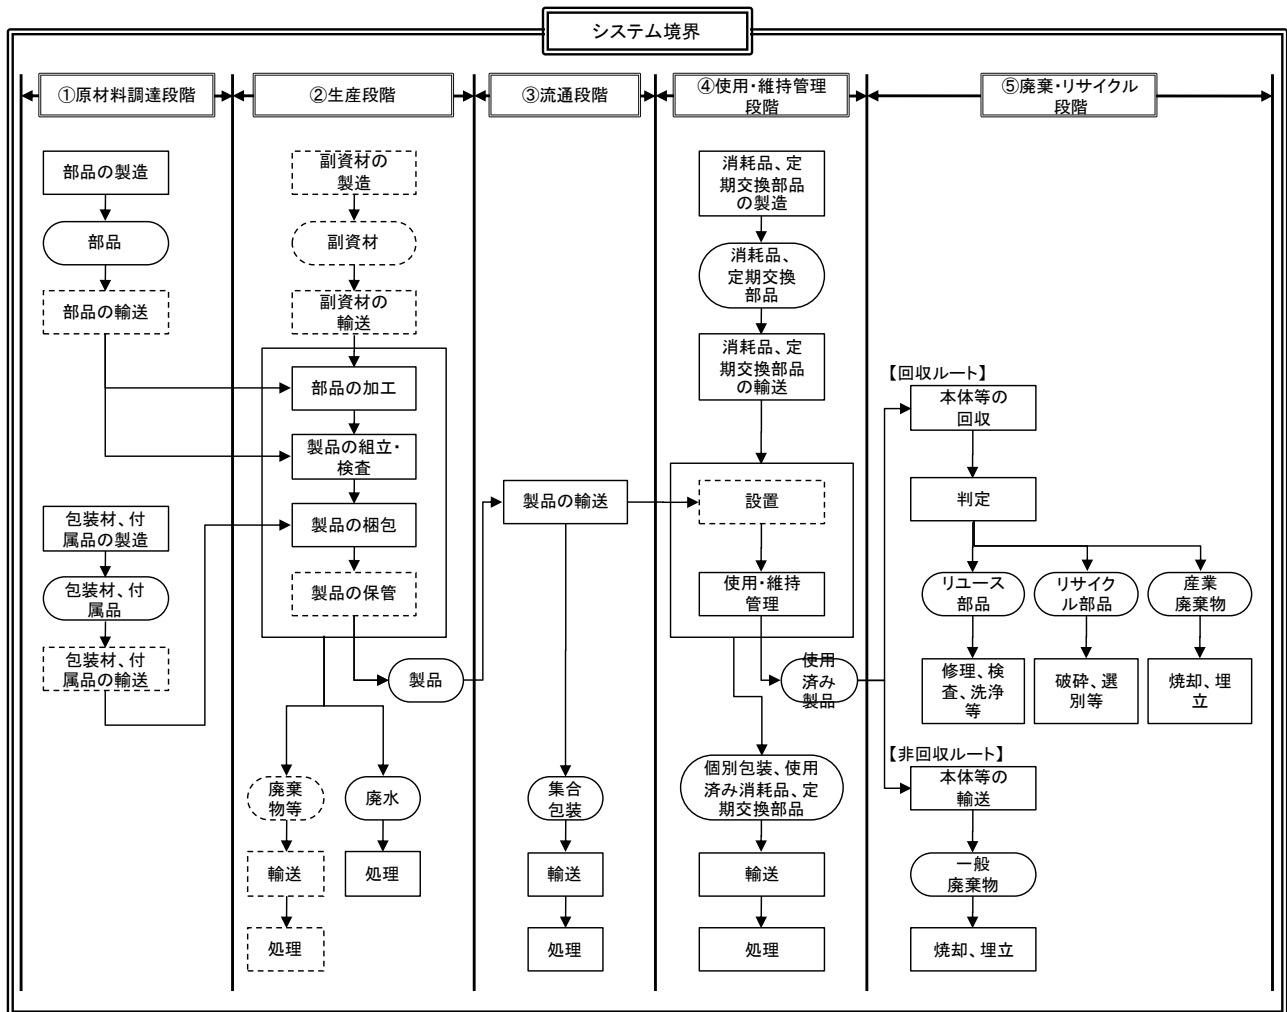 システム境界
①原材料調達段階
②生産段階
③流通段階
④使用・維持管理
段階
⑤廃棄・リサイクル
段階
部品の製造
部品
部品の輸送
包装材、付
属品の製造
包装材、付
属品
包装材、付
属品の輸送
副資材の
製造
副資材
副資材の
輸送
部品の加工
製品の組立・
検査
製品の梱包
製品の保管
製品
廃棄
物等
輸送
処理
廃水
処理
製品の輸送
集合
包装
輸送
処理
消耗品、定
期交換部品
の製造
消耗品、
定期交換
部品
消耗品、定
期交換部品
の輸送
設置
使用・維持
管理
使用
済み
製品
個別包装、使用
済み消耗品、定
期交換部品
輸送
処理
【回収ルート】
本体等の
回収
判定
リユース
部品
リサイク
ル部品
産業
廃棄物
修理、検
査、洗浄
等
破砕、選
別等
焼却、埋
立
【非回収ルート】
本体等の
輸送
一般
廃棄物
焼却、埋立